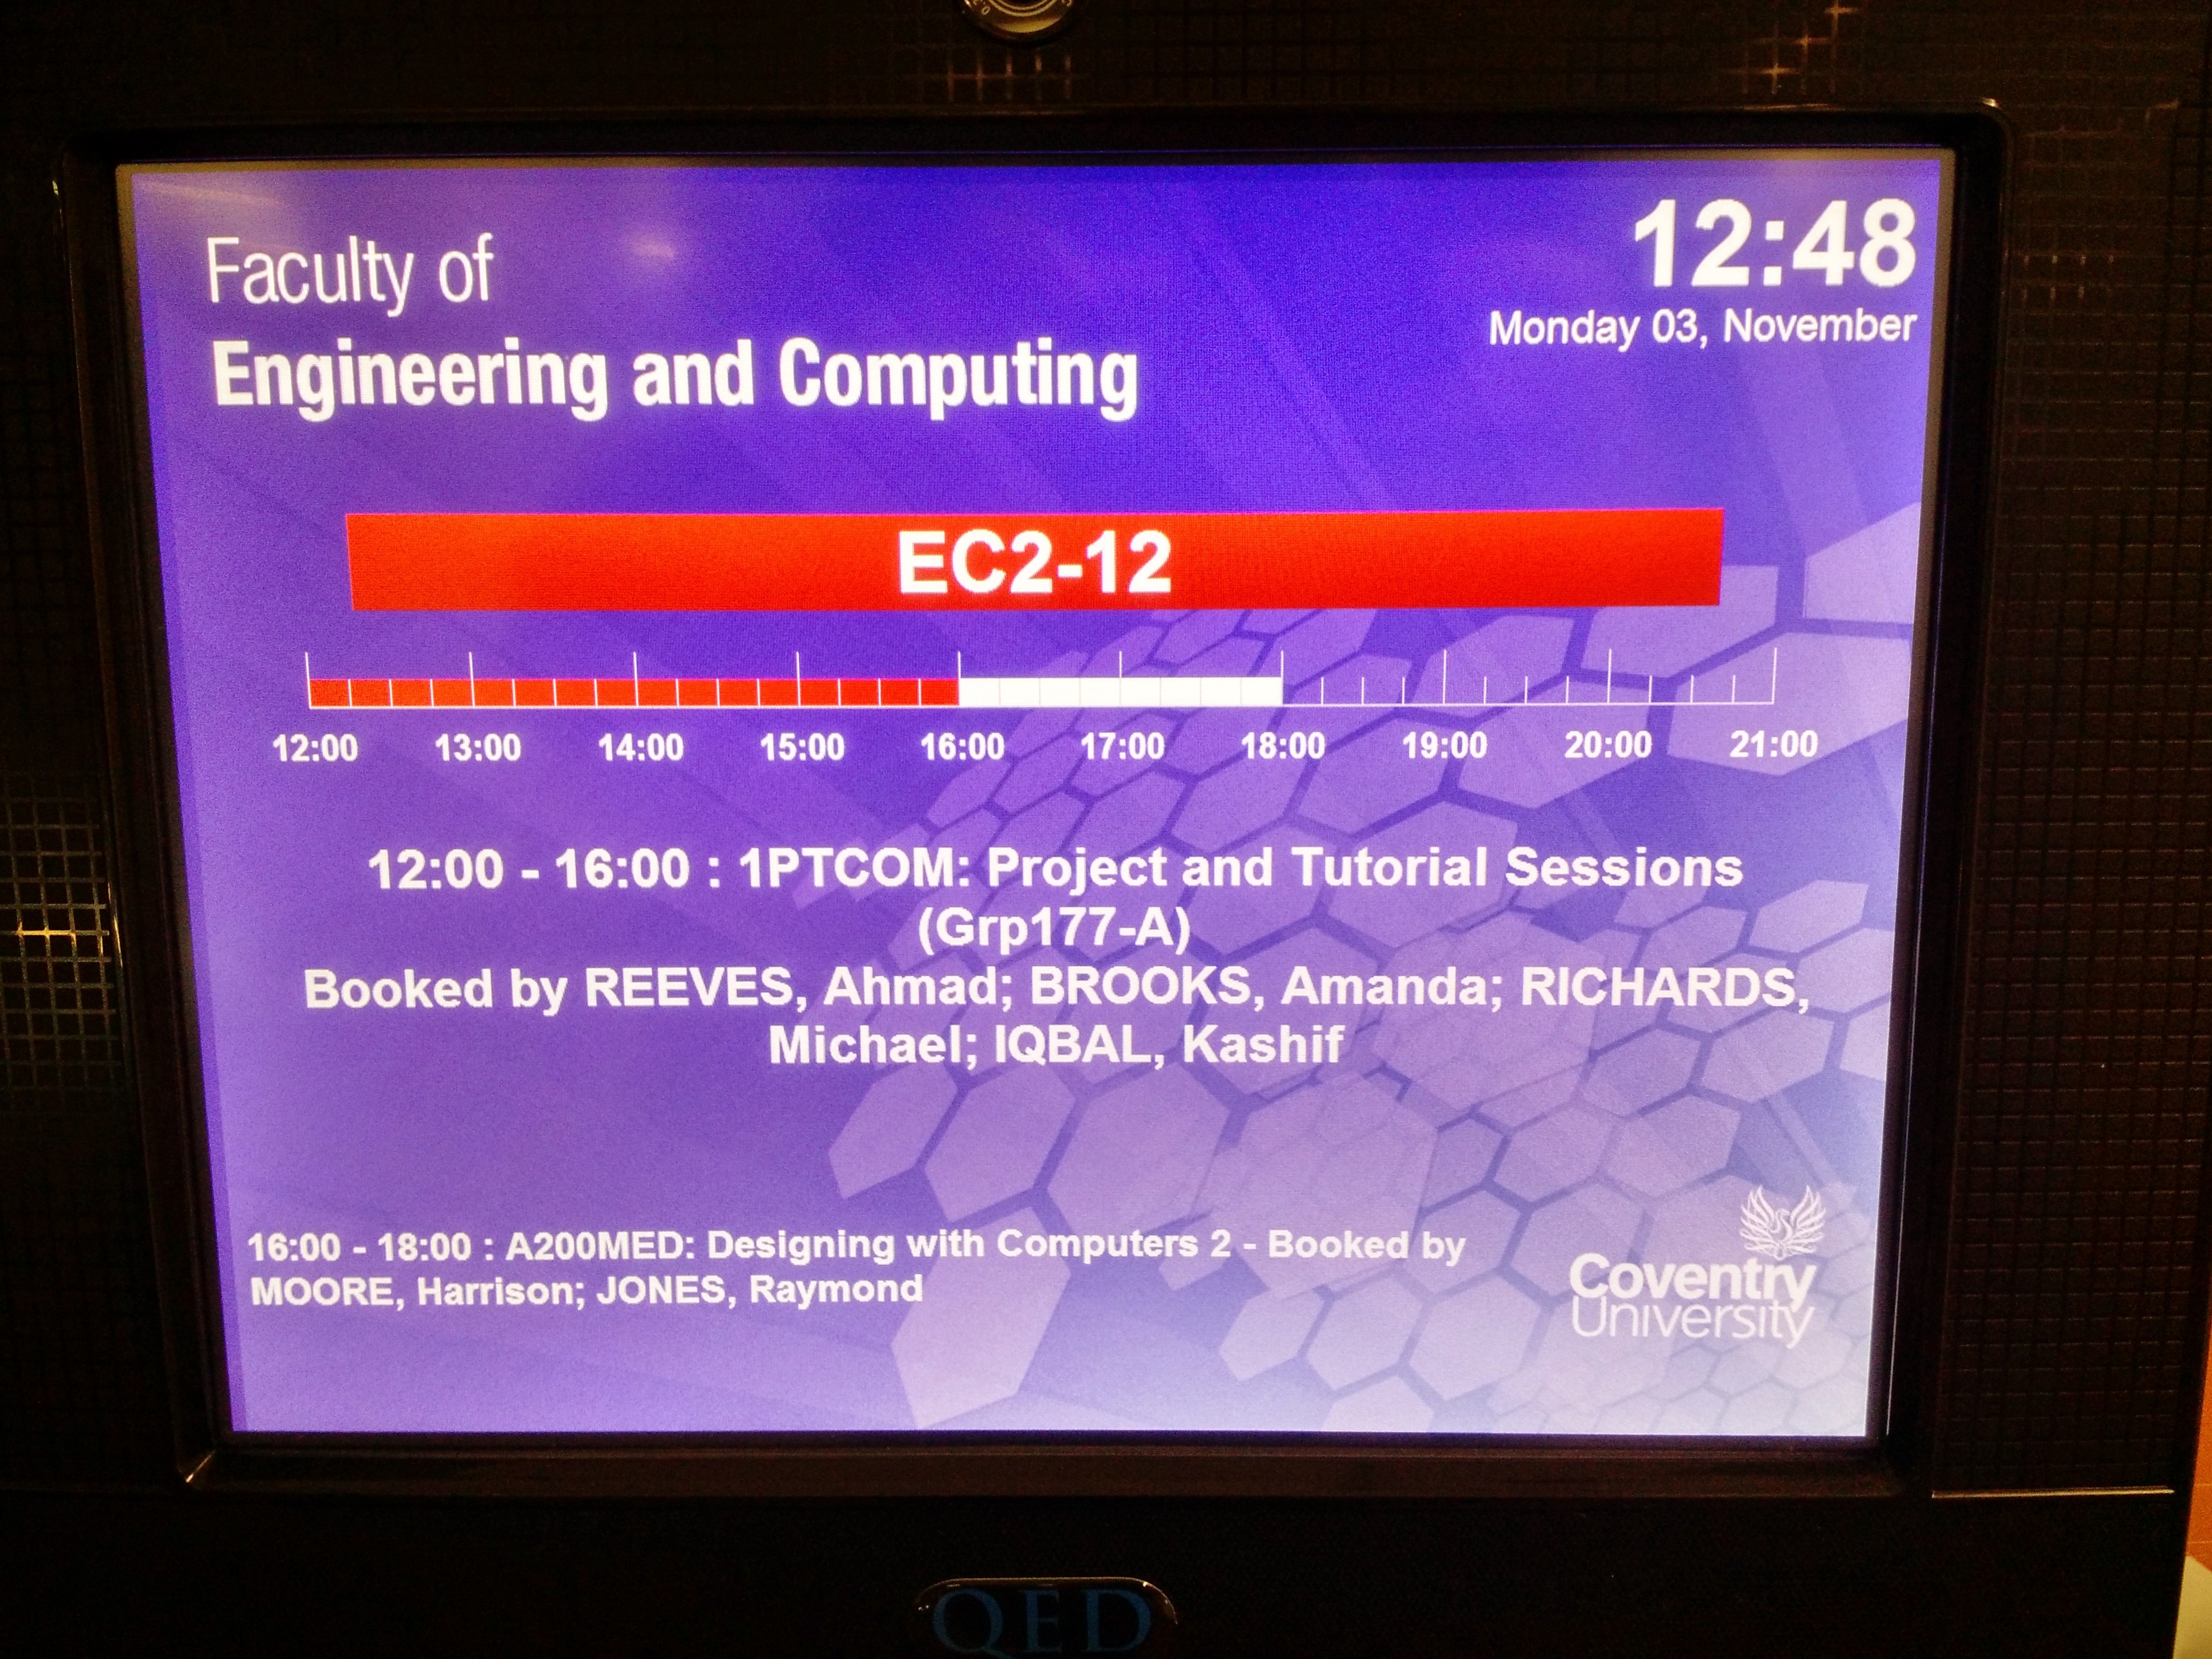 Faculty of
Engineering and Computing
12:48
Monday 03, November
EC2-12
12:00 13:00 14:00 15:00 16:00 17:00 18:00 19:00 20:00 21:00
12:00 - 16:00 : 1PTCOM: Project and Tutorial Sessions
(Grp177-A)
Booked by REEVES, Ahmad; BROOKS, Amanda; RICHARDS,
Michael; IQBAL, Kashif
16:00 - 18:00 : A200MED: Designing with Computers 2 - Booked by
MOORE, Harrison; JONES, Raymond
Coventry
University
QED